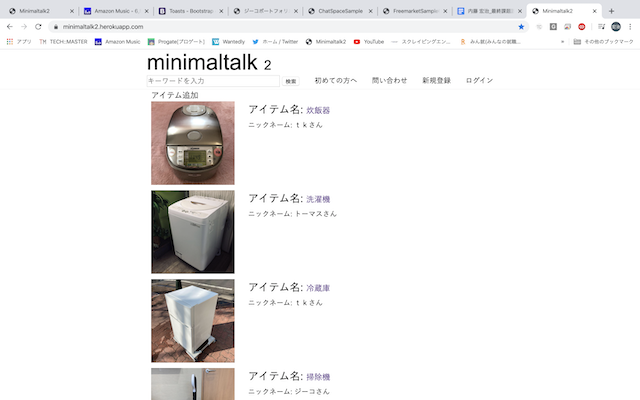 Minimaltalk2
Amazon Music - f
Toasts · Bootstrap
ジーコポートフォリ
ChatSpaceSample
FreemarketSample
内藤 宏治_最終課題
Minimaltalk2
minimaltalk2.herokuapp.com
アプリ
TECH::MASTER
Amazon Music
Progate(プロゲート)
Wantedly
ホーム / Twitter
Minimaltalk2
YouTube
スクレイピングエン...
みん就(みんなの就職...
»
その他のブックマーク
minimaltalk 2
キーワードを入力
検索
初めての方へ
問い合わせ
新規登録
ログイン
アイテム追加
アイテム名: 炊飯器
ニックネーム: ｔｋさん
アイテム名: 洗濯機
ニックネーム: トーマスさん
アイテム名: 冷蔵庫
ニックネーム: ｔｋさん
アイテム名: 掃除機
ニックネーム: ジーコさん